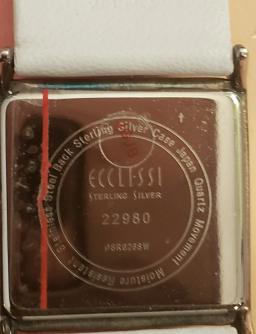 Stainless Steel Back Sterling Silver Case Japan Quartz Movement Moisture Resistant
ECCLISSI
STERLING SILVER
22980